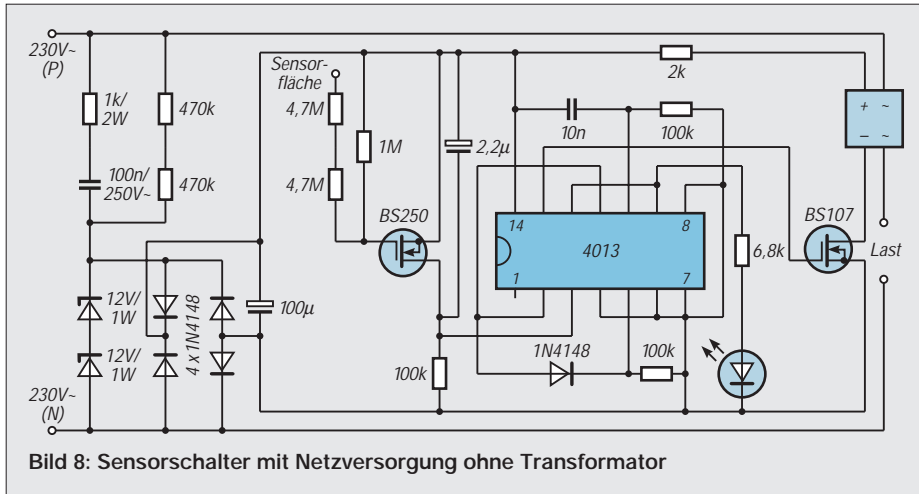 230V~
(P)
1k/
2W
470k
Sensor-
fläche
4,7M
1M
2,2µ
10n
2k
100k
+ ~
– ~
100n/
250V~
470k
4,7M
BS250
14
8
4013
1
7
6,8k
BS107
Last
12V/
1W
4 x 1N4148
100µ
12V/
1W
100k
1N4148
100k
230V~
(N)
Bild 8: Sensorschalter mit Netzversorgung ohne Transformator